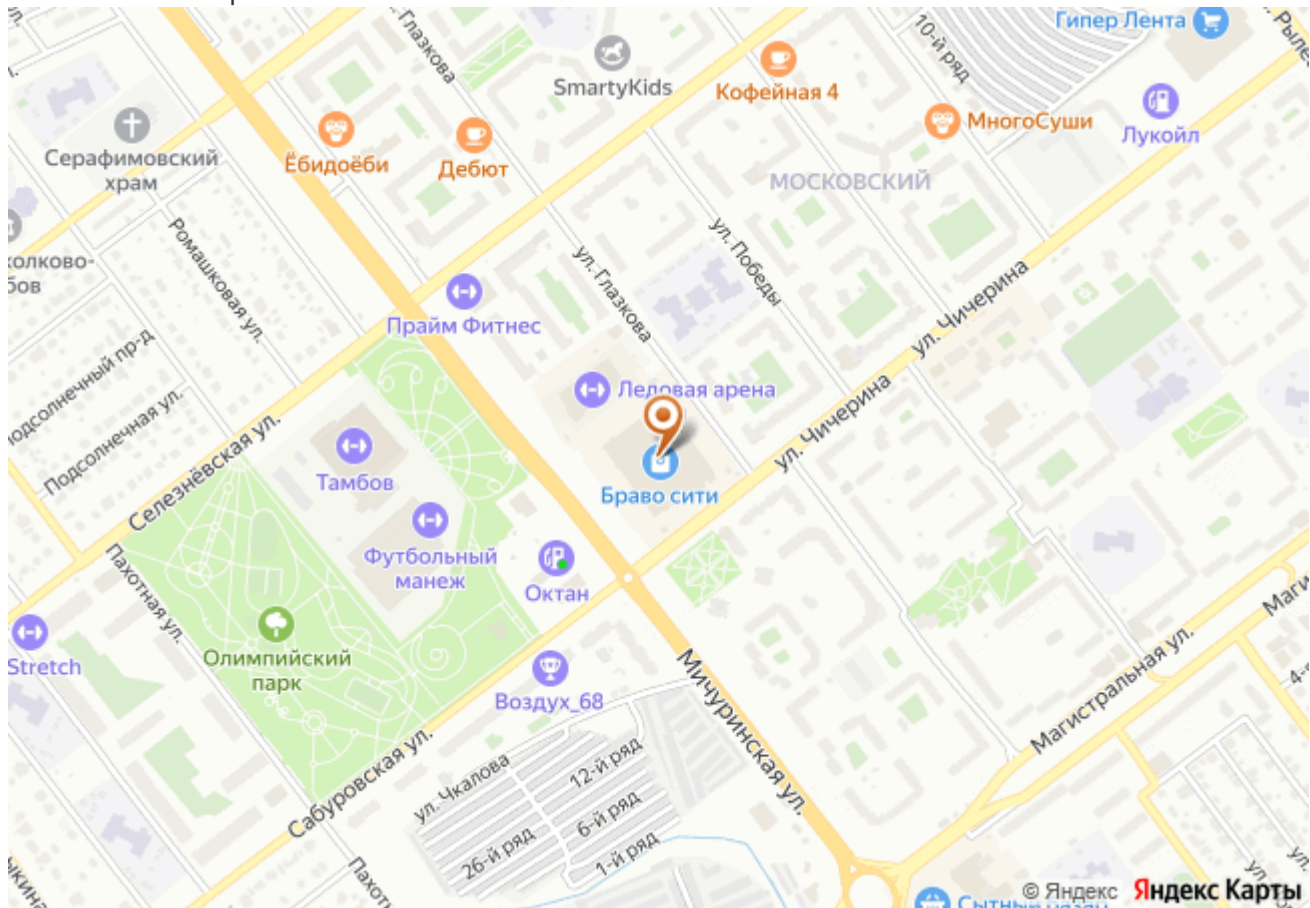 Гипер Лента
ул. Глазкова
10-й ряд
SmartyKids
Кофейная 4
МногоСуши
Лукойл
Серафимовский
храм
Ёбидоёби
Дебют
МОСКОВСКИЙ
Ромашковая ул.
ул. Глазкова
ул. Победы
ул. Чичерина
Прайм Фитнес
Подсолнечная ул.
Ледовая арена
ул. Чичерина
Селезнёвская ул.
Тамбов
Браво сити
Футбольный
манеж
Октан
Пахотная ул.
Stretch
Олимпийский
парк
Воздух_68
Мичуринская ул.
Магистральная ул.
Сабуровская ул.
ул. Чкалова
12-й ряд
6-й ряд
26-й ряд
1-й ряд
© Яндекс Яндекс Карты